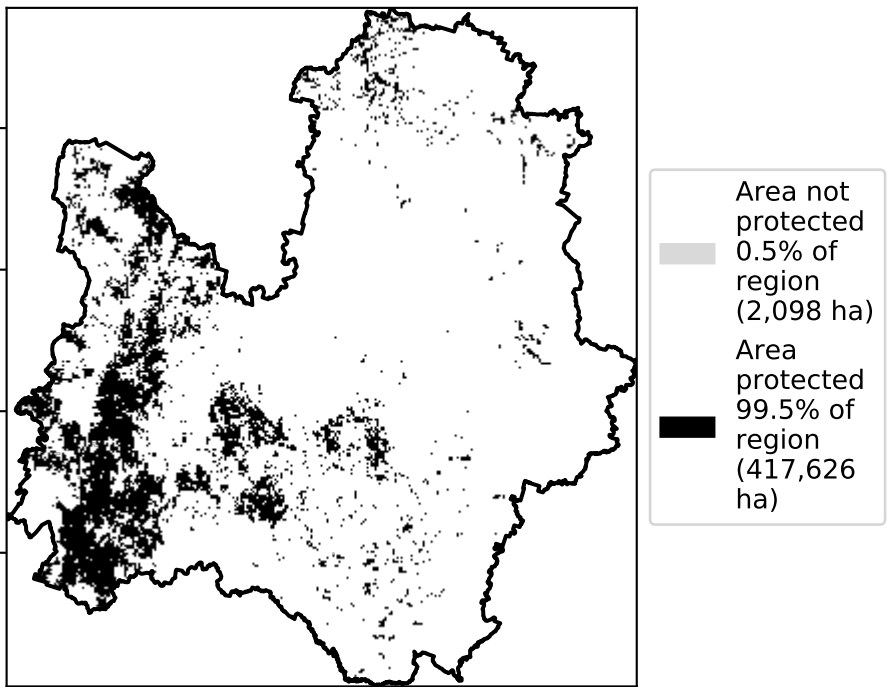 Area not
protected
0.5% of
region
(2,098 ha)
Area
protected
99.5% of
region
(417,626
ha)